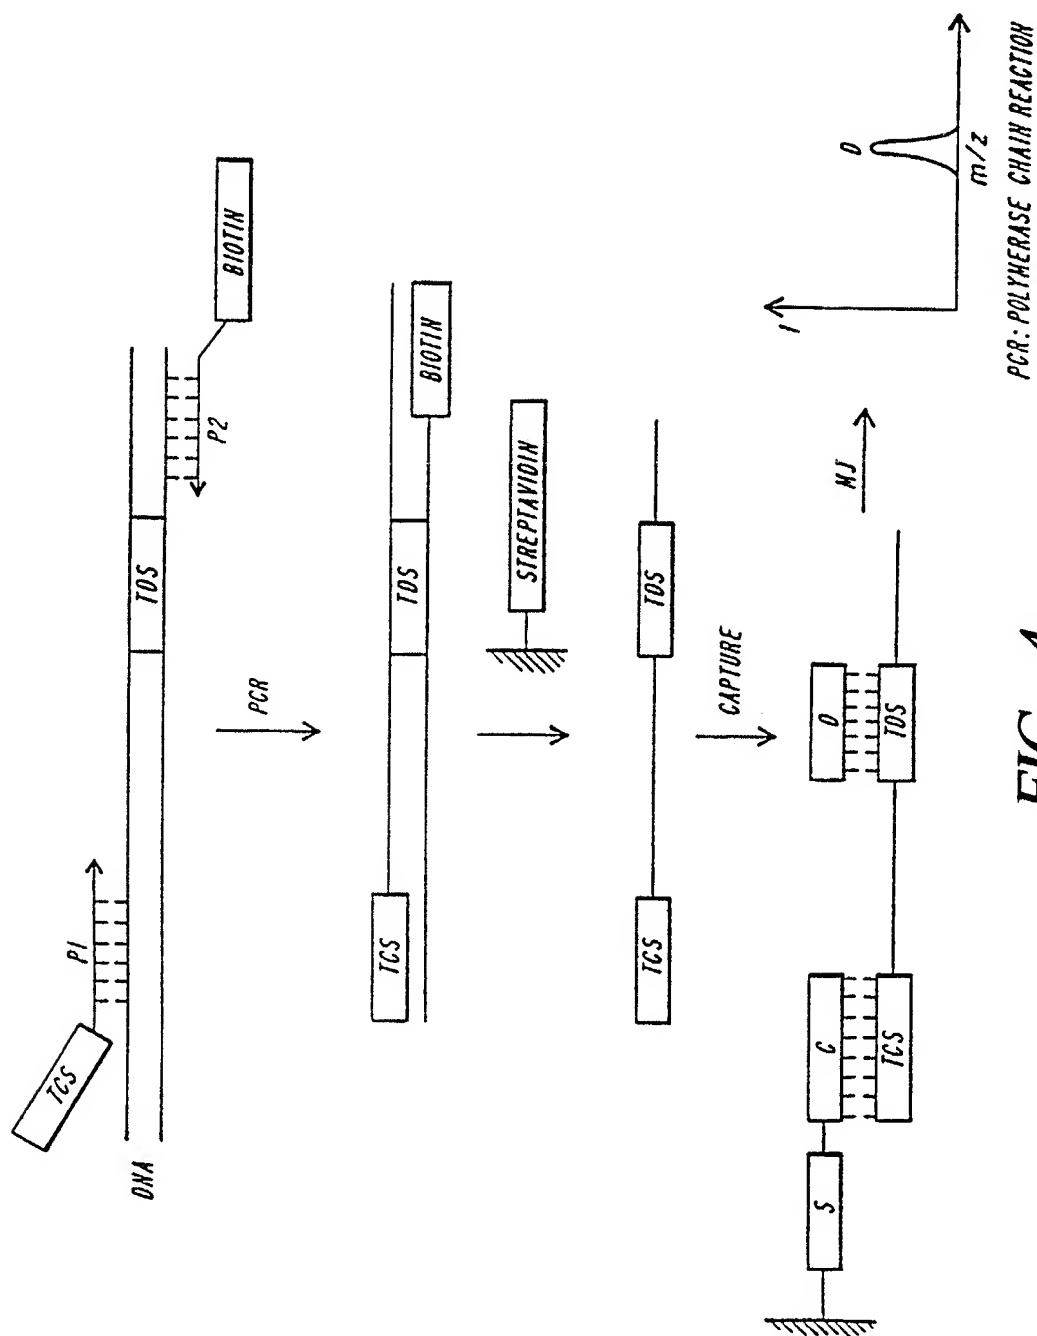 DNA
TCS
P1
TDS
P2
BIOTIN
PCR
TCS
TDS
BIOTIN
STREPTAVIDIN
TCS
TDS
CAPTURE
S
C
TCS
D
TDS
MJ
I
D
m/z
PCR: POLYMERASE CHAIN REACTION